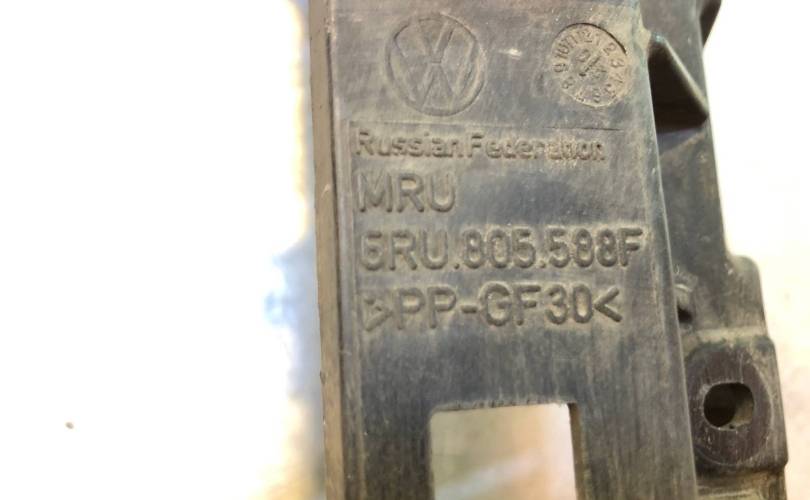 Russian Federation
MRU
6RU.805.588F
>PP-GF30<